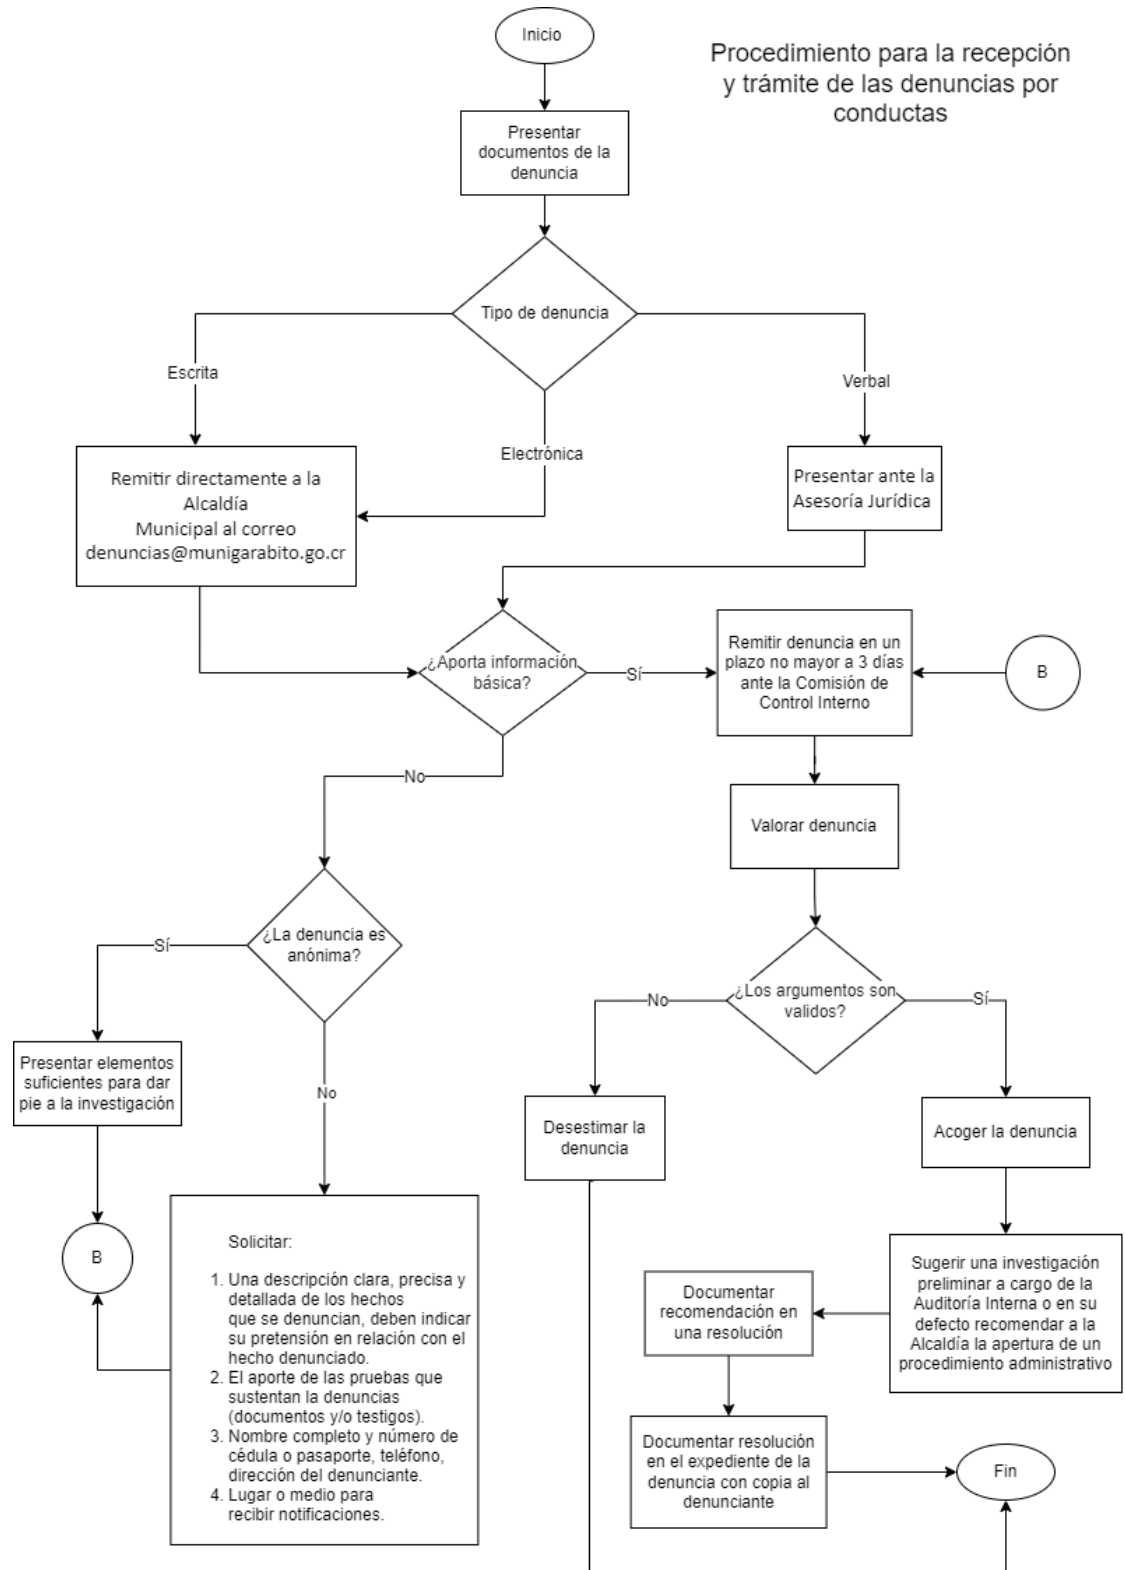 Inicio
Procedimiento para la recepción
y trámite de las denuncias por
conductas
Presentar
documentos de la
denuncia
Tipo de denuncia
Escrita
Verbal
Electrónica
Remitir directamente a la
Alcaldía
Municipal al correo
denuncias@munigarabito.go.cr
Presentar ante la
Asesoría Jurídica
¿Aporta información
básica?
Sí
Remitir denuncia en un
plazo no mayor a 3 días
ante la Comisión de
Control Interno
B
No
Valorar denuncia
¿La denuncia es
anónima?
Sí
¿Los argumentos son
validos?
No
Sí
Presentar elementos
suficientes para dar
pie a la investigación
No
Desestimar la
denuncia
Acoger la denuncia
B
Solicitar:
1. Una descripción clara, precisa y
detallada de los hechos
que se denuncian, deben indicar
su pretensión en relación con el
hecho denunciado.
2. El aporte de las pruebas que
sustentan la denuncias
(documentos y/o testigos).
3. Nombre completo y número de
cédula o pasaporte, teléfono,
dirección del denunciante.
4. Lugar o medio para
recibir notificaciones.
Sugerir una investigación
preliminar a cargo de la
Auditoría Interna o en su
defecto recomendar a la
Alcaldía la apertura de un
procedimiento administrativo
Documentar
recomendación en
una resolución
Documentar resolución
en el expediente de la
denuncia con copia al
denunciante
Fin